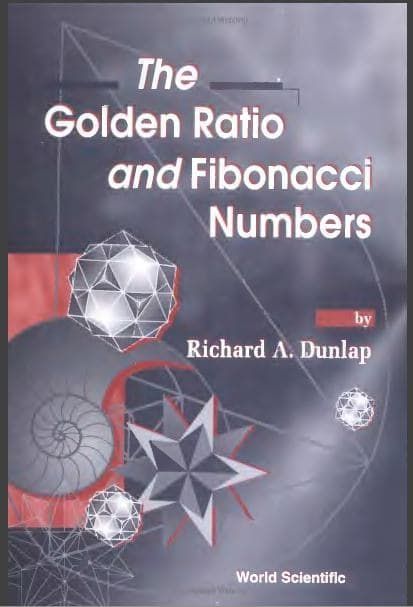 The
Golden Ratio
and Fibonacci
Numbers
by
Richard A. Dunlap
World Scientific